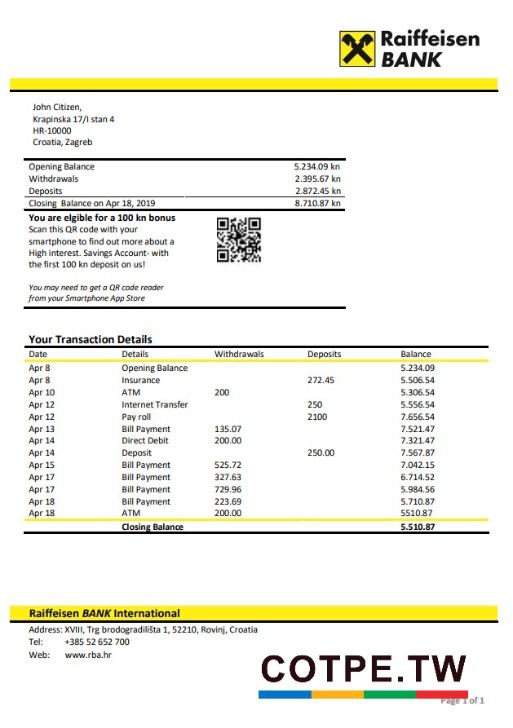 Raiffeisen
BANK
John Citizen,
Krapinska 17/I stan 4
HR-10000
Croatia, Zagreb
Opening Balance 5.234.09 kn
Withdrawals 2.395.67 kn
Deposits 2.872.45 kn
Closing Balance on Apr 18, 2019 8.710.87 kn
You are elgible for a 100 kn bonus
Scan this QR code with your
smartphone to find out more about a
High interest. Savings Account- with
the first 100 kn deposit on us!
You may need to get a QR code reader
from your Smartphone App Store
Your Transaction Details
Date Details Withdrawals Deposits Balance
Apr 8 Opening Balance 5.234.09
Apr 8 Insurance 272.45 5.506.54
Apr 10 ATM 200 5.306.54
Apr 12 Internet Transfer 250 5.556.54
Apr 12 Pay roll 2100 7.656.54
Apr 13 Bill Payment 135.07 7.521.47
Apr 14 Direct Debit 200.00 7.321.47
Apr 14 Deposit 250.00 7.567.87
Apr 15 Bill Payment 525.72 7.042.15
Apr 17 Bill Payment 327.63 6.714.52
Apr 17 Bill Payment 729.96 5.984.56
Apr 18 Bill Payment 223.69 5.710.87
Apr 18 ATM 200.00 5510.87
Closing Balance 5.510.87
Raiffeisen BANK International
Address: XVIII, Trg brodogradilišta 1, 52210, Rovinj, Croatia
Tel: +385 52 652 700
Web: www.rba.hr
COTPE.TW
Page 1 of 1